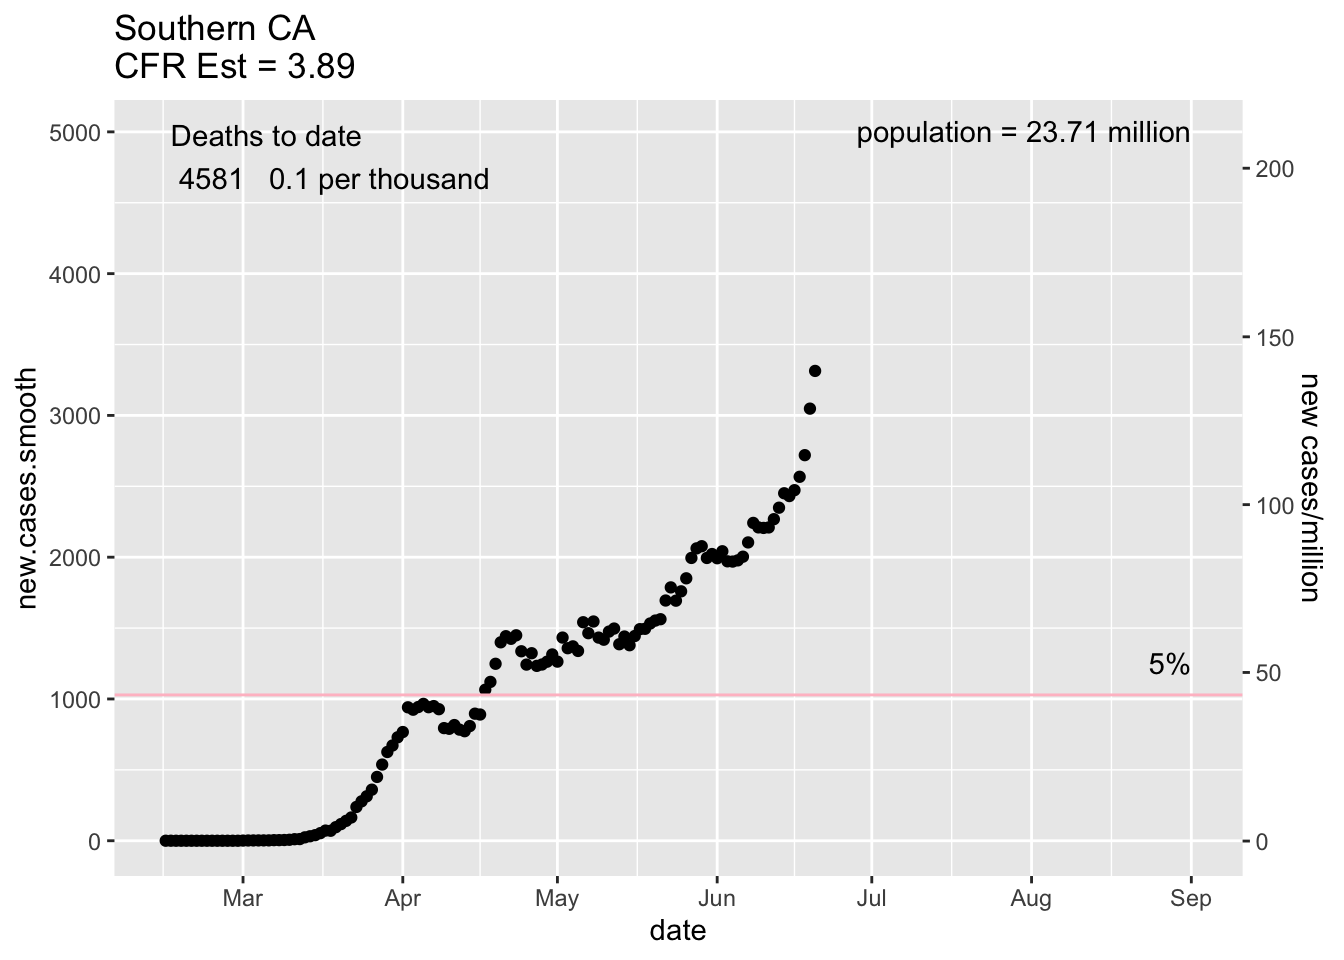 Southern CA
CFR Est = 3.89
Deaths to date
4581 0.1 per thousand
population = 23.71 million
5%
new.cases.smooth
5000
4000
3000
2000
1000
0
200
150
100
50
0
new cases/million
Mar Apr May Jun Jul Aug Sep
date